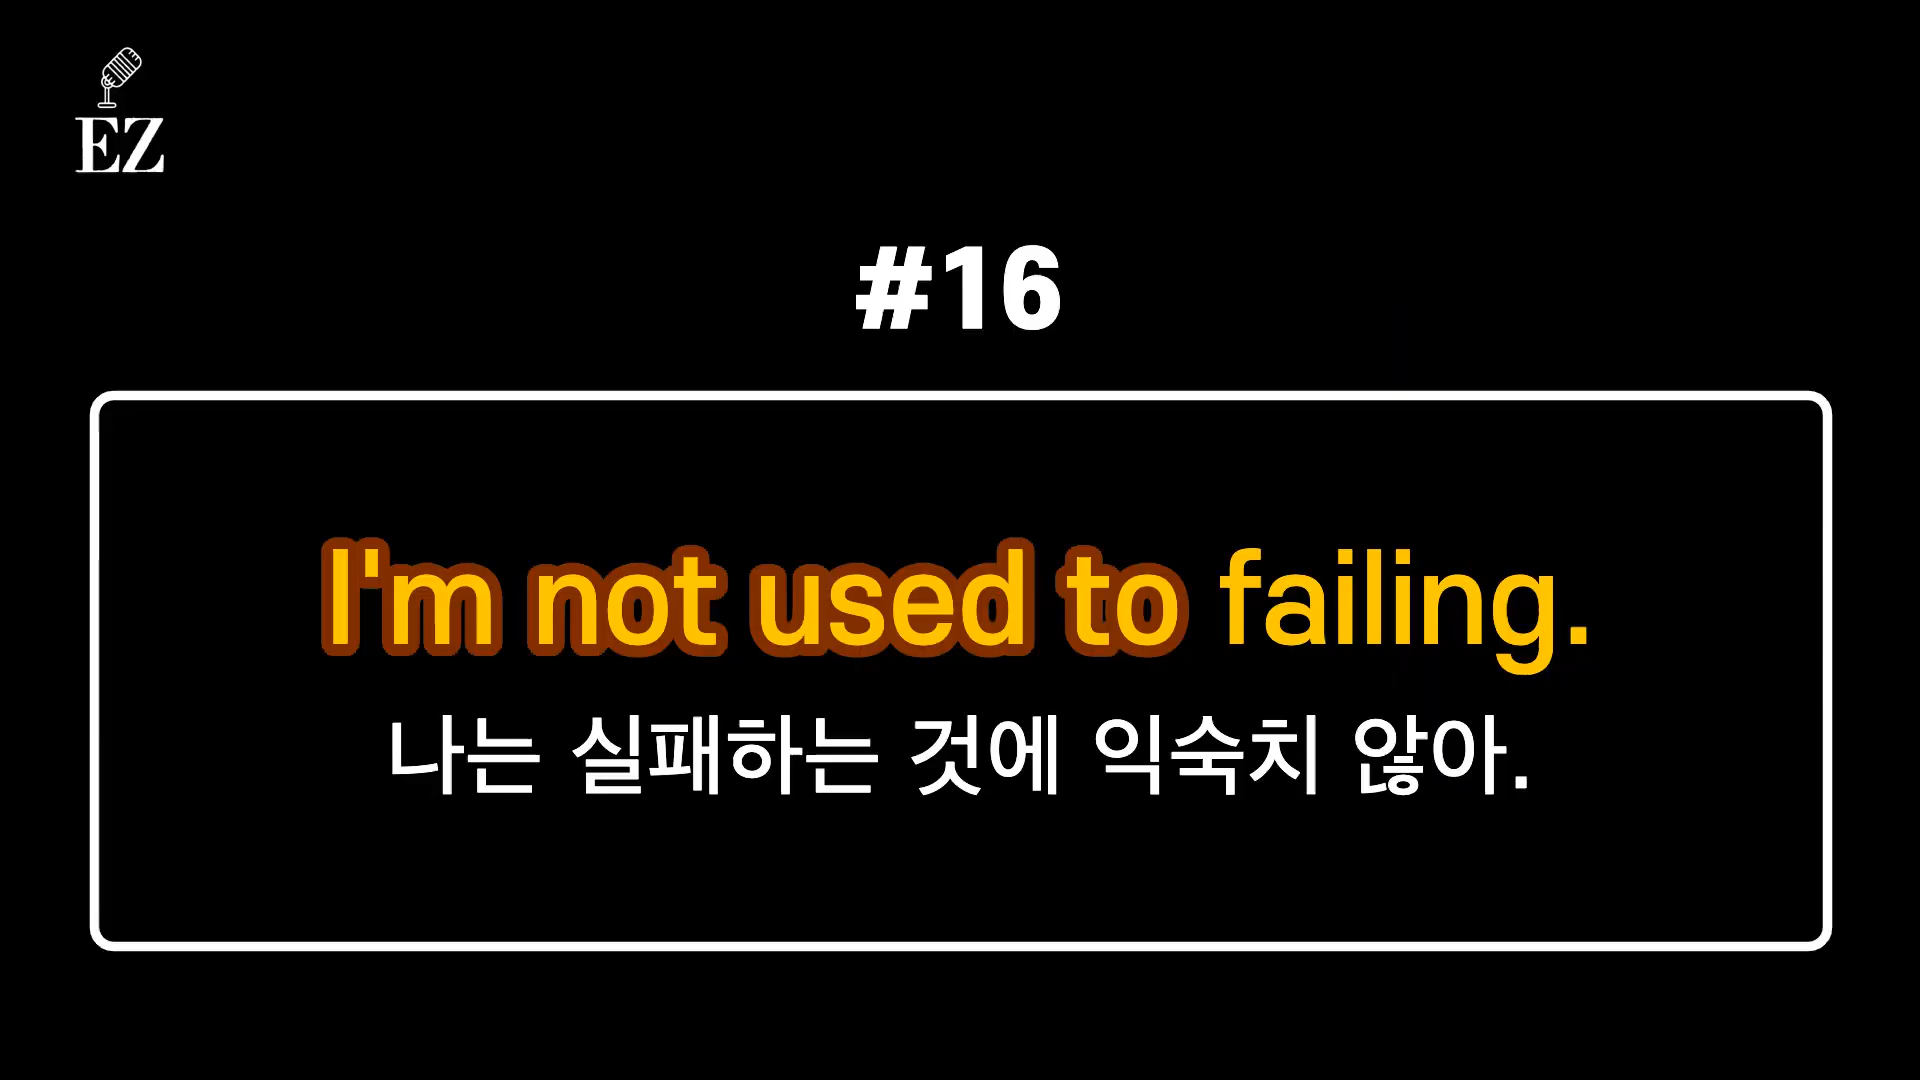 EZ
#16
I'm not used to failing.
나는 실패하는 것에 익숙치 않아.